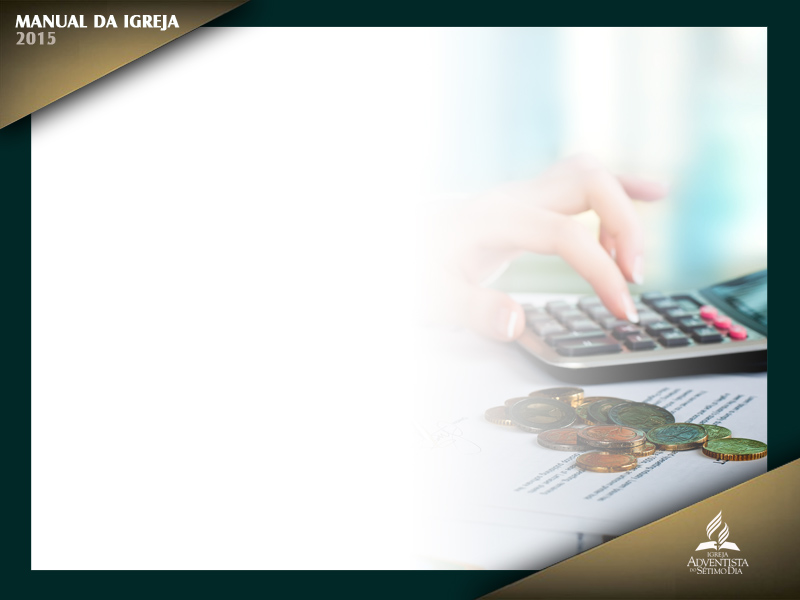 MANUAL DA IGREJA
2015
IGREJA
ADVENTISTA
DO SÉTIMO DIA